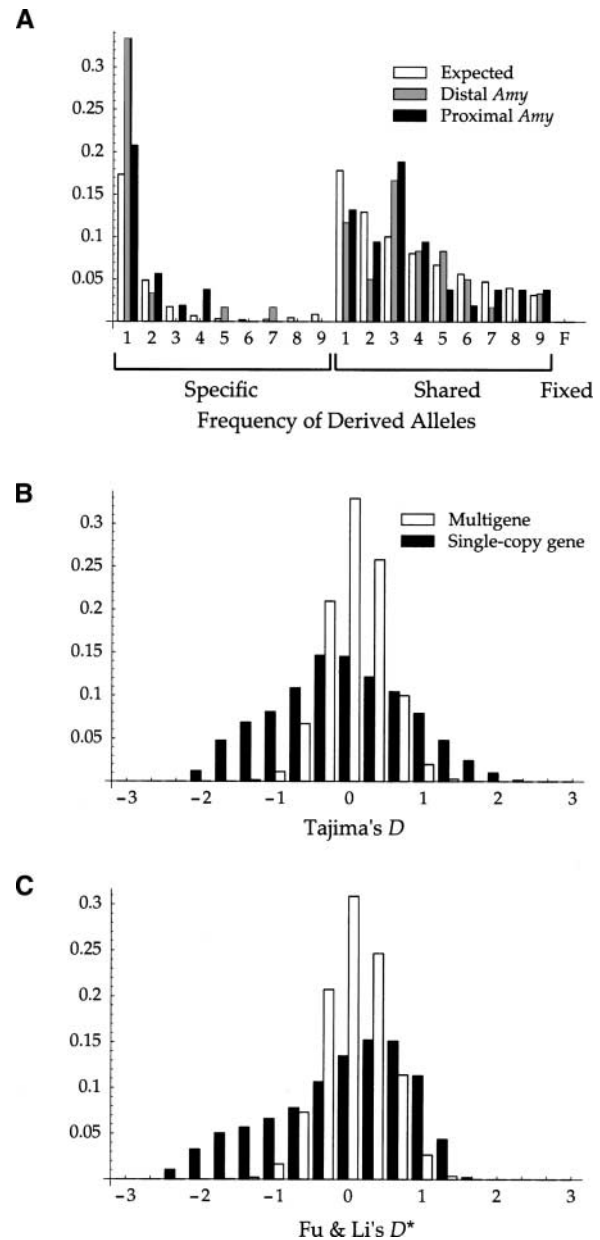 A
0.3
0.25
0.2
0.15
0.1
0.05
Expected
Distal Amy
Proximal Amy
1 2 3 4 5 6 7 8 9 1 2 3 4 5 6 7 8 9 F
Specific Shared Fixed
Frequency of Derived Alleles
B
0.3
0.25
0.2
0.15
0.1
0.05
Multigene
Single-copy gene
−3 −2 −1 0 1 2 3
Tajima's D
C
0.3
0.25
0.2
0.15
0.1
0.05
−3 −2 −1 0 1 2 3
Fu & Li's D*